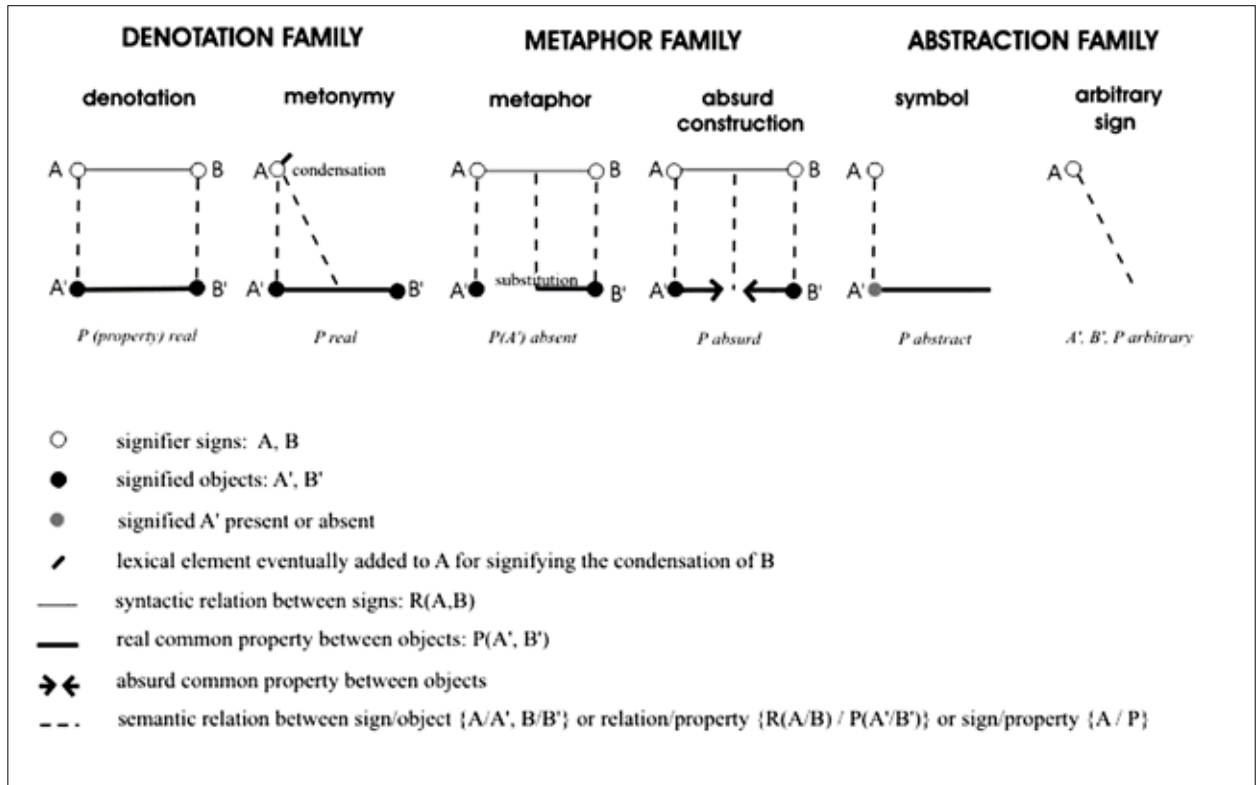 DENOTATION FAMILY METAPHOR FAMILY ABSTRACTION FAMILY
denotation metonymy metaphor absurd construction symbol arbitrary sign
A B A condensation A B A B A A
A' B' A' B' A' substitution B' A' B' A'
P (property) real P real P(A') absent P absurd P abstract A', B', P arbitrary
signifier signs: A, B
signified objects: A', B'
signified A' present or absent
lexical element eventually added to A for signifying the condensation of B
syntactic relation between signs: R(A,B)
real common property between objects: P(A', B')
absurd common property between objects
semantic relation between sign/object {A/A', B/B'} or relation/property {R(A/B) / P(A'/B')} or sign/property {A / P}